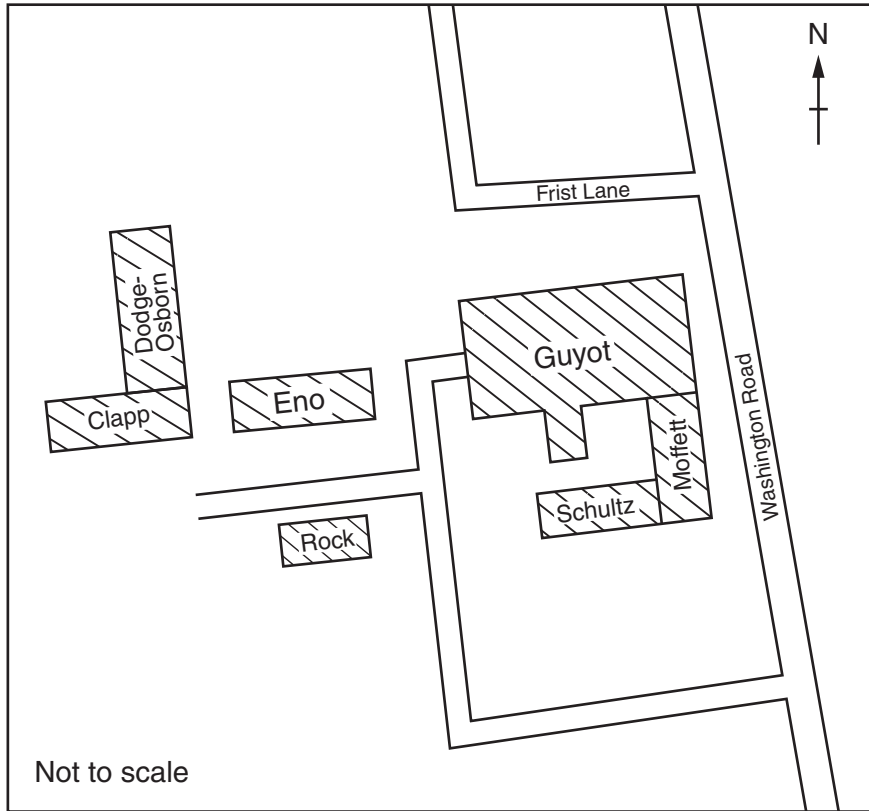 N
Frist Lane
Dodge-
Osborn
Guyot
Eno
Clapp
Washington Road
Moffett
Schultz
Rock
Not to scale